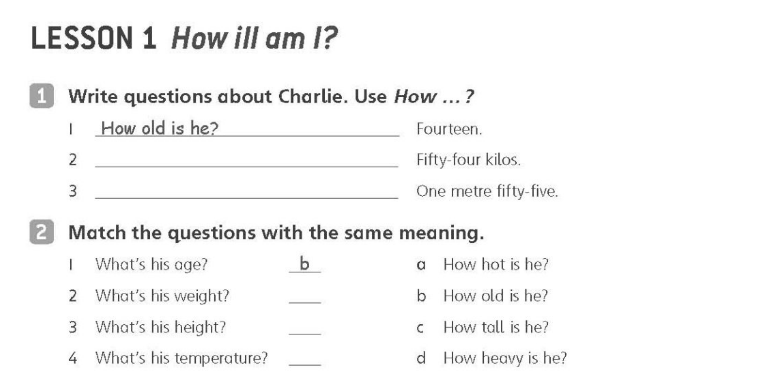 LESSON 1 How ill am I?
1 Write questions about Charlie. Use How ... ?
1 How old is he? Fourteen.
2 ____ Fifty-four kilos.
3 ____ One metre fifty-five.
2 Match the questions with the same meaning.
1 What's his age? b a How hot is he?
2 What's his weight? ____ b How old is he?
3 What's his height? ____ c How tall is he?
4 What's his temperature? ____ d How heavy is he?